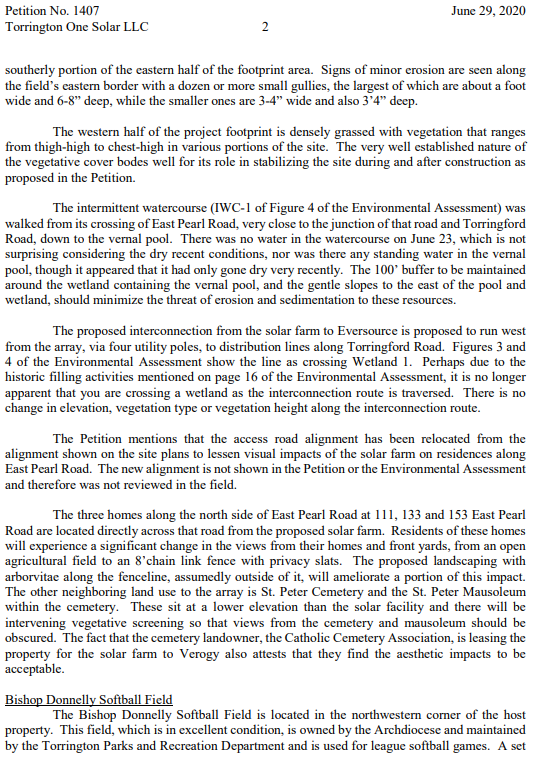 Petition No. 1407 June 29, 2020
Torrington One Solar LLC 2
southerly portion of the eastern half of the footprint area. Signs of minor erosion are seen along
the field's eastern border with a dozen or more small gullies, the largest of which are about a foot
wide and 6-8” deep, while the smaller ones are 3-4” wide and also 3’4” deep.
The western half of the project footprint is densely grassed with vegetation that ranges
from thigh-high to chest-high in various portions of the site. The very well established nature of
the vegetative cover bodes well for its role in stabilizing the site during and after construction as
proposed in the Petition.
The intermittent watercourse (IWC-1 of Figure 4 of the Environmental Assessment) was
walked from its crossing of East Pearl Road, very close to the junction of that road and Torringford
Road, down to the vernal pool. There was no water in the watercourse on June 23, which is not
surprising considering the dry recent conditions, nor was there any standing water in the vernal
pool, though it appeared that it had only gone dry very recently. The 100’ buffer to be maintained
around the wetland containing the vernal pool, and the gentle slopes to the east of the pool and
wetland, should minimize the threat of erosion and sedimentation to these resources.
The proposed interconnection from the solar farm to Eversource is proposed to run west
from the array, via four utility poles, to distribution lines along Torringford Road. Figures 3 and
4 of the Environmental Assessment show the line as crossing Wetland 1. Perhaps due to the
historic filling activities mentioned on page 16 of the Environmental Assessment, it is no longer
apparent that you are crossing a wetland as the interconnection route is traversed. There is no
change in elevation, vegetation type or vegetation height along the interconnection route.
The Petition mentions that the access road alignment has been relocated from the
alignment shown on the site plans to lessen visual impacts of the solar farm on residences along
East Pearl Road. The new alignment is not shown in the Petition or the Environmental Assessment
and therefore was not reviewed in the field.
The three homes along the north side of East Pearl Road at 111, 133 and 153 East Pearl
Road are located directly across that road from the proposed solar farm. Residents of these homes
will experience a significant change in the views from their homes and front yards, from an open
agricultural field to an 8’chain link fence with privacy slats. The proposed landscaping with
arborvitae along the fenceline, assumedly outside of it, will ameliorate a portion of this impact.
The other neighboring land use to the array is St. Peter Cemetery and the St. Peter Mausoleum
within the cemetery. These sit at a lower elevation than the solar facility and there will be
intervening vegetative screening so that views from the cemetery and mausoleum should be
obscured. The fact that the cemetery landowner, the Catholic Cemetery Association, is leasing the
property for the solar farm to Verogy also attests that they find the aesthetic impacts to be
acceptable.
Bishop Donnelly Softball Field
The Bishop Donnelly Softball Field is located in the northwestern corner of the host
property. This field, which is in excellent condition, is owned by the Archdiocese and maintained
by the Torrington Parks and Recreation Department and is used for league softball games. A set